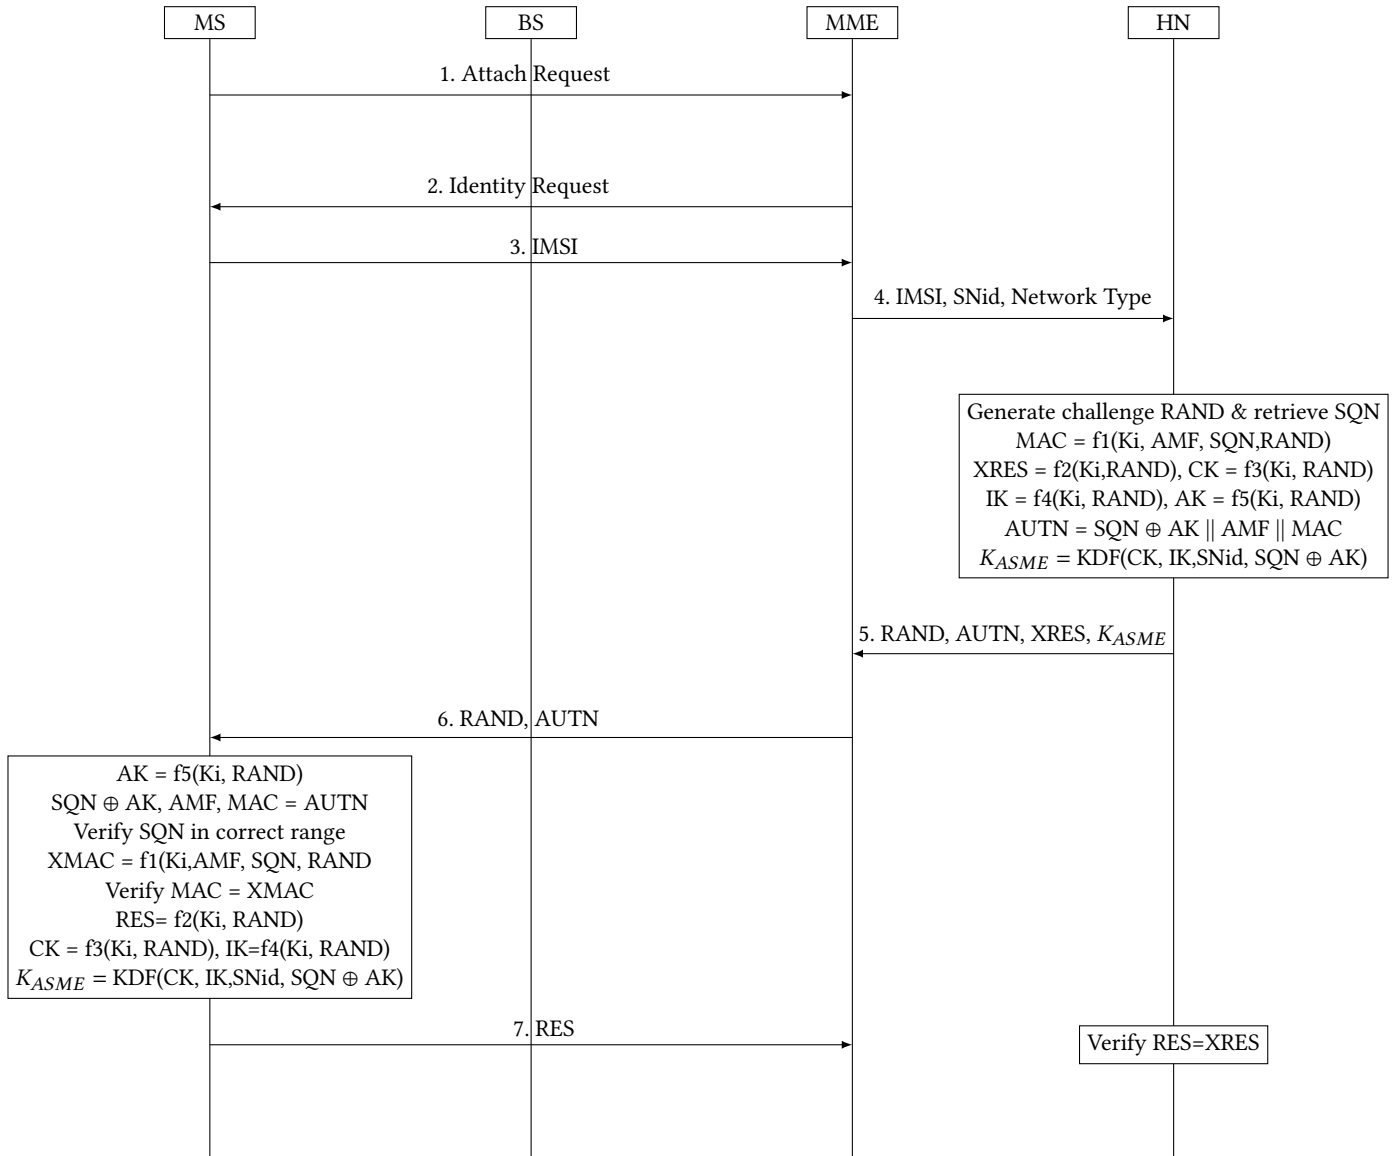 MS
BS
MME
HN
1. Attach Request
2. Identity Request
3. IMSI
4. IMSI, SNid, Network Type
Generate challenge RAND & retrieve SQN
MAC = f1(Ki, AMF, SQN,RAND)
XRES = f2(Ki,RAND), CK = f3(Ki, RAND)
IK = f4(Ki, RAND), AK = f5(Ki, RAND)
AUTN = SQN ⊕ AK || AMF || MAC
K_ASME = KDF(CK, IK,SNid, SQN ⊕ AK)
5. RAND, AUTN, XRES, K_ASME
6. RAND, AUTN
AK = f5(Ki, RAND)
SQN ⊕ AK, AMF, MAC = AUTN
Verify SQN in correct range
XMAC = f1(Ki,AMF, SQN, RAND
Verify MAC = XMAC
RES= f2(Ki, RAND)
CK = f3(Ki, RAND), IK=f4(Ki, RAND)
K_ASME = KDF(CK, IK,SNid, SQN ⊕ AK)
7. RES
Verify RES=XRES